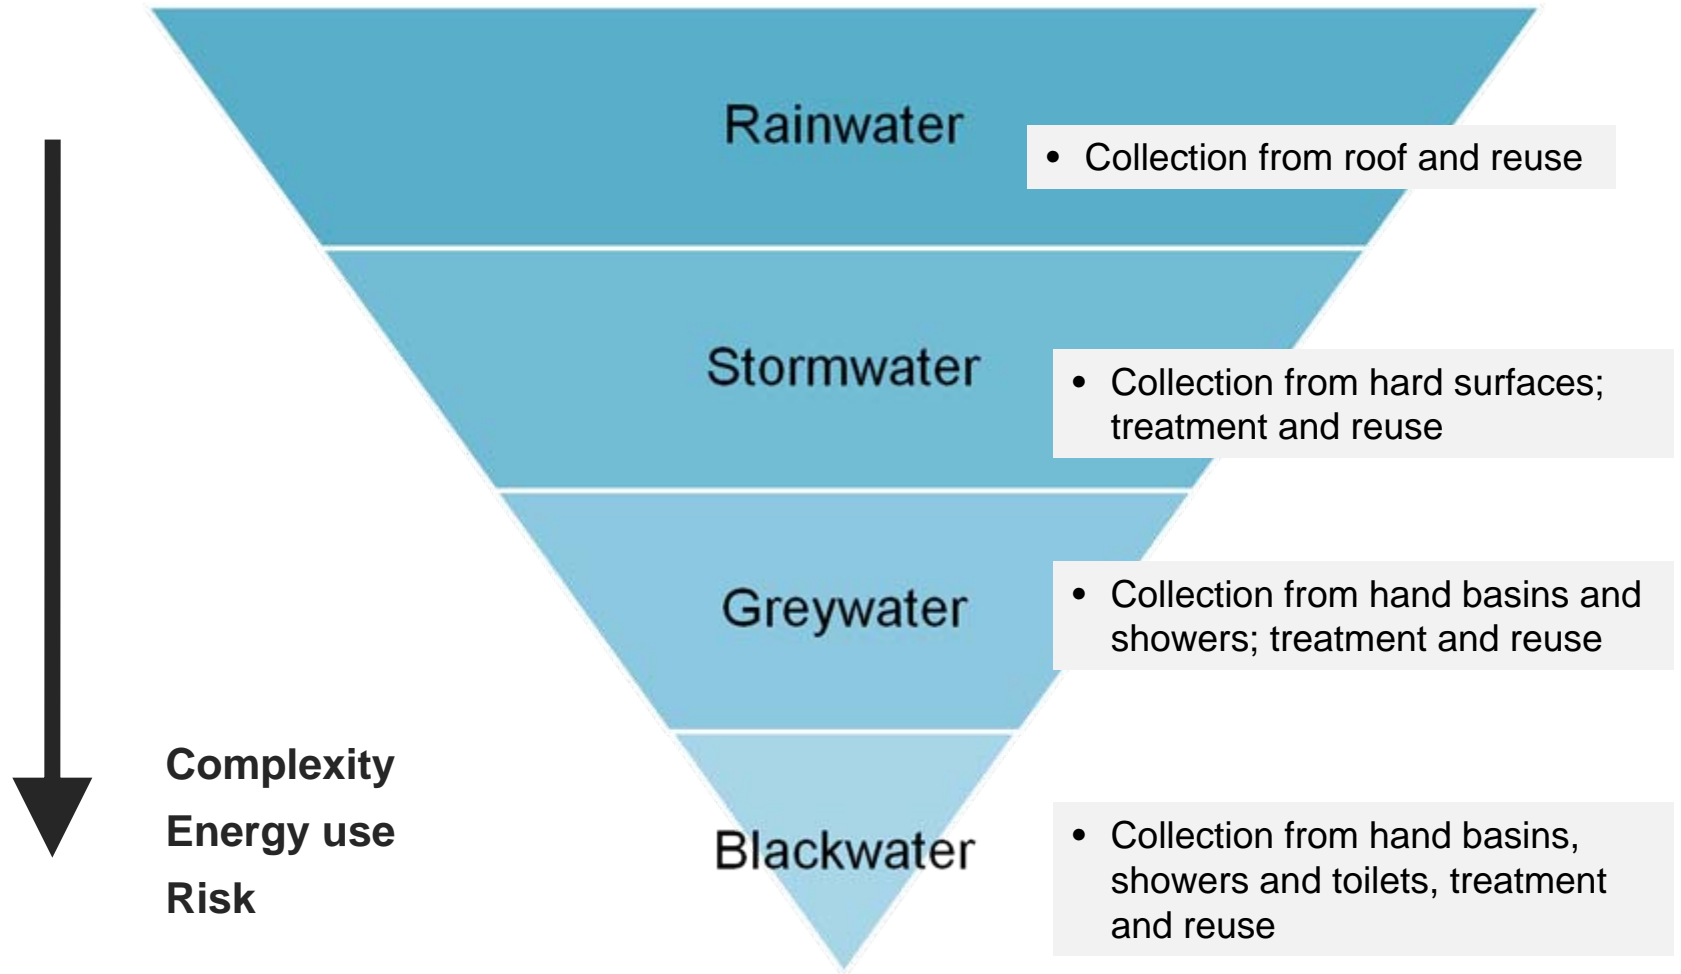 Rainwater
• Collection from roof and reuse
Stormwater
• Collection from hard surfaces;
treatment and reuse
Greywater
• Collection from hand basins and
showers; treatment and reuse
Complexity
Energy use
Risk
Blackwater
• Collection from hand basins,
showers and toilets, treatment
and reuse